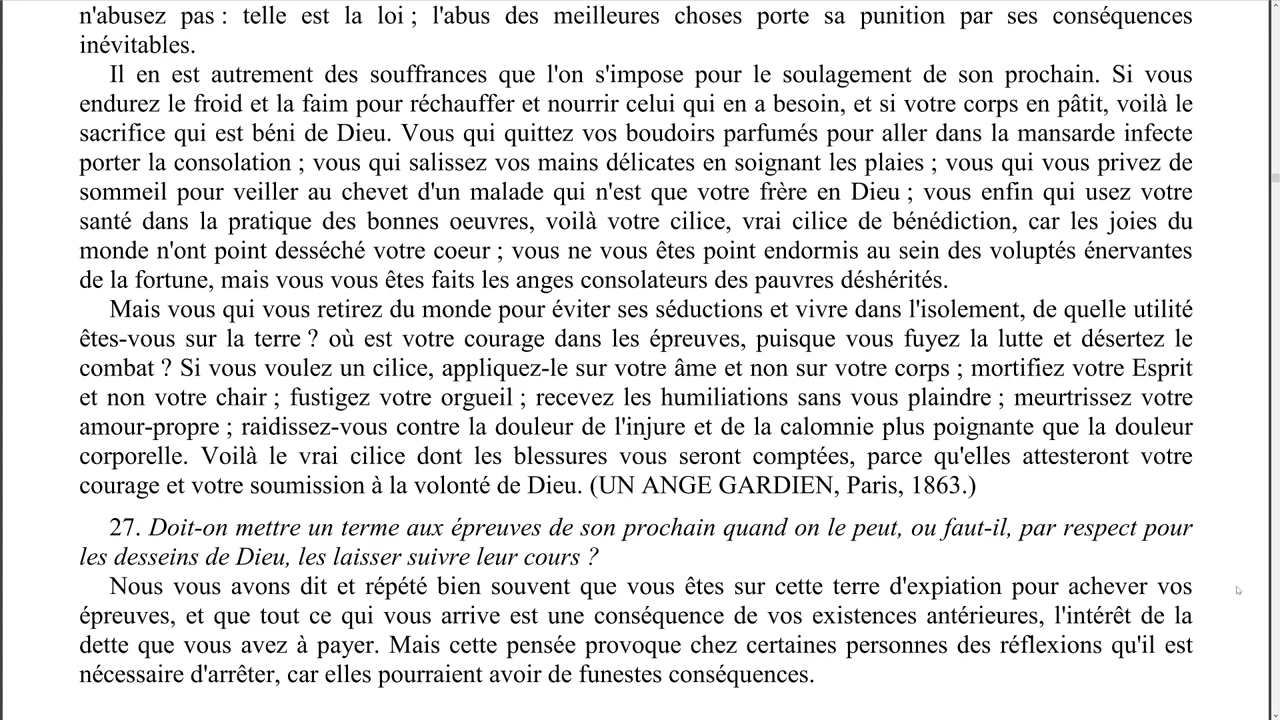 n'abusez pas : telle est la loi ; l'abus des meilleures choses porte sa punition par ses conséquences
inévitables.
Il en est autrement des souffrances que l'on s'impose pour le soulagement de son prochain. Si vous
endurez le froid et la faim pour réchauffer et nourrir celui qui en a besoin, et si votre corps en pâtit, voilà le
sacrifice qui est béni de Dieu. Vous qui quittez vos boudoirs parfumés pour aller dans la mansarde infecte
porter la consolation ; vous qui salissez vos mains délicates en soignant les plaies ; vous qui vous privez de
sommeil pour veiller au chevet d'un malade qui n'est que votre frère en Dieu ; vous enfin qui usez votre
santé dans la pratique des bonnes oeuvres, voilà votre cilice, vrai cilice de bénédiction, car les joies du
monde n'ont point desséché votre coeur ; vous ne vous êtes point endormis au sein des voluptés énervantes
de la fortune, mais vous vous êtes faits les anges consolateurs des pauvres déshérités.
Mais vous qui vous retirez du monde pour éviter ses séductions et vivre dans l'isolement, de quelle utilité
êtes-vous sur la terre ? où est votre courage dans les épreuves, puisque vous fuyez la lutte et désertez le
combat ? Si vous voulez un cilice, appliquez-le sur votre âme et non sur votre corps ; mortifiez votre Esprit
et non votre chair ; fustigez votre orgueil ; recevez les humiliations sans vous plaindre ; meurtrissez votre
amour-propre ; raidissez-vous contre la douleur de l'injure et de la calomnie plus poignante que la douleur
corporelle. Voilà le vrai cilice dont les blessures vous seront comptées, parce qu'elles attesteront votre
courage et votre soumission à la volonté de Dieu. (UN ANGE GARDIEN, Paris, 1863.)
27. Doit-on mettre un terme aux épreuves de son prochain quand on le peut, ou faut-il, par respect pour
les desseins de Dieu, les laisser suivre leur cours ?
Nous vous avons dit et répété bien souvent que vous êtes sur cette terre d'expiation pour achever vos
épreuves, et que tout ce qui vous arrive est une conséquence de vos existences antérieures, l'intérêt de la
dette que vous avez à payer. Mais cette pensée provoque chez certaines personnes des réflexions qu'il est
nécessaire d'arrêter, car elles pourraient avoir de funestes conséquences.